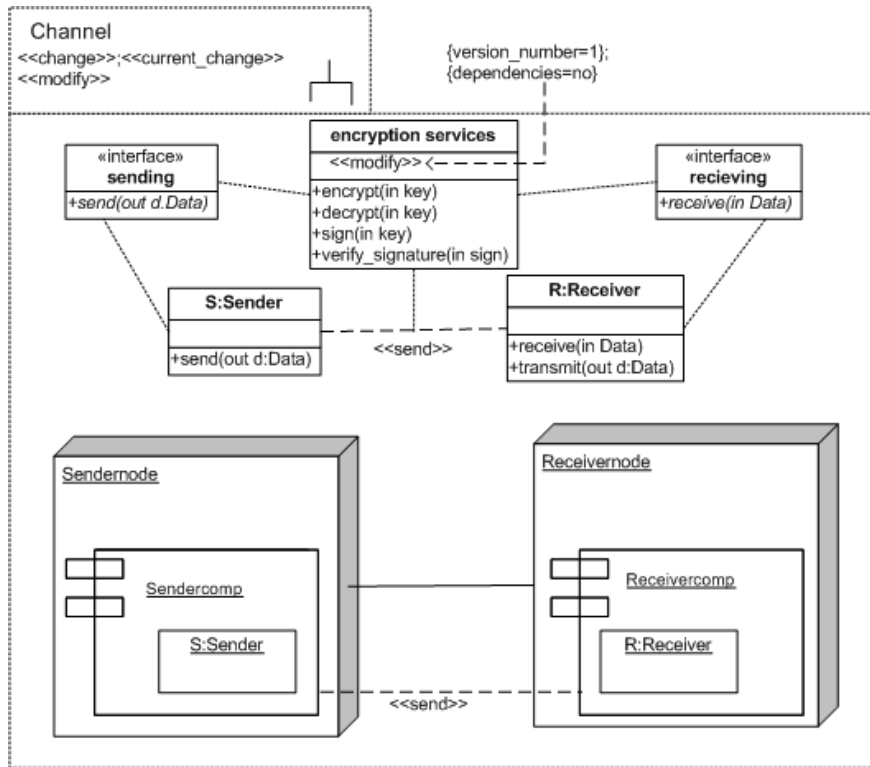 Channel
<<change>>;<<current_change>>
<<modify>>
{version_number=1};
{dependencies=no}
encryption services
<<modify>>
+encrypt(in key)
+decrypt(in key)
+sign(in key)
+verify_signature(in sign)
«interface»
sending
+send(out d.Data)
«interface»
recieving
+receive(in Data)
S:Sender
+send(out d:Data)
<<send>>
R:Receiver
+receive(in Data)
+transmit(out d:Data)
Sendernode
Sendercomp
S:Sender
Receivernode
Receivercomp
R:Receiver
<<send>>